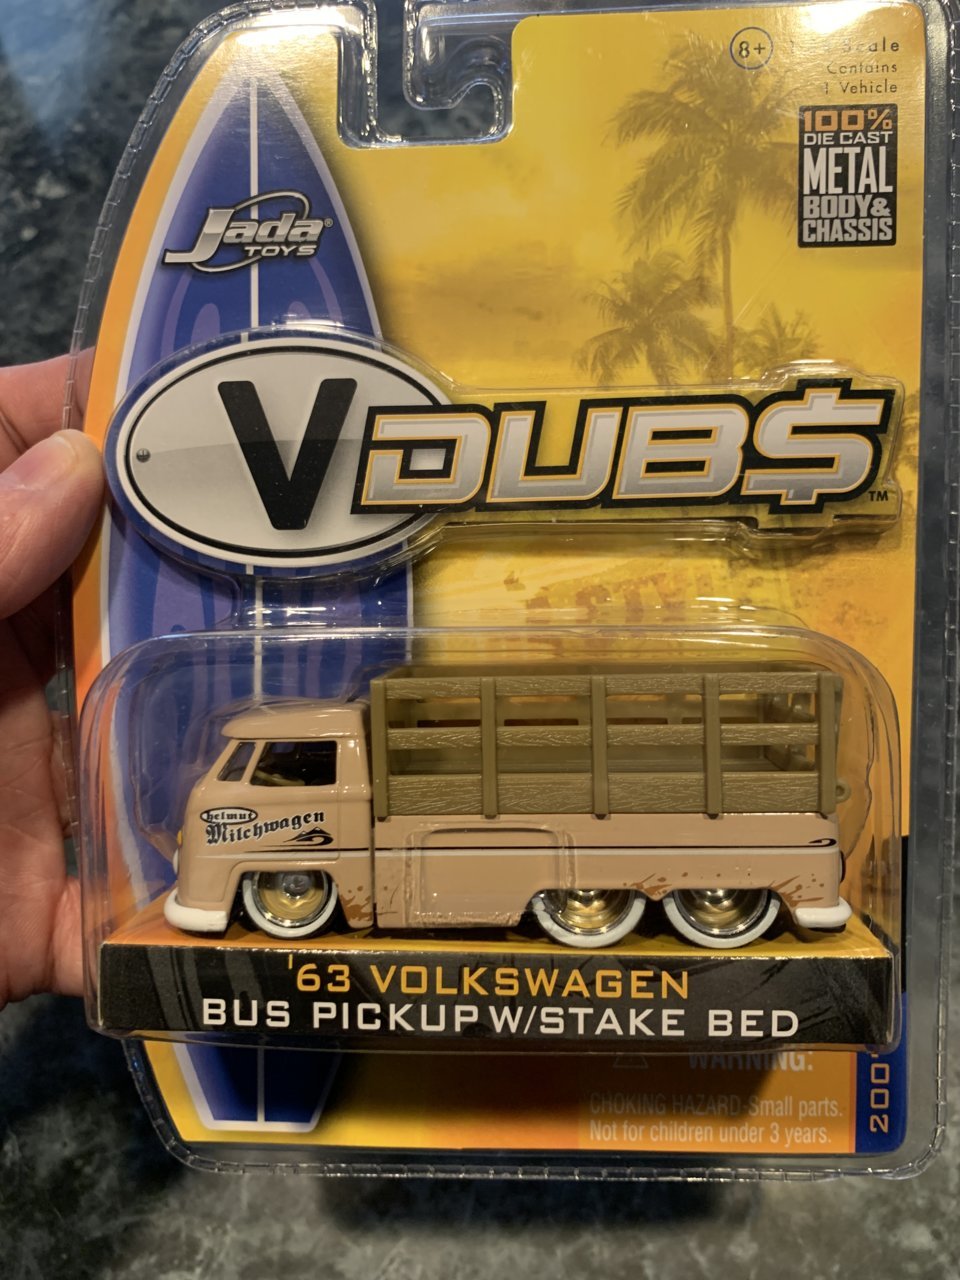 8+
Scale
Contains
1 Vehicle
100%
DIE CAST
METAL
BODY&
CHASSIS
Jada®
TOYS
V DUB$™
helmut
Milchwagen
'63 VOLKSWAGEN
BUS PICKUP W/STAKE BED
WARNING:
CHOKING HAZARD-Small parts.
Not for children under 3 years.